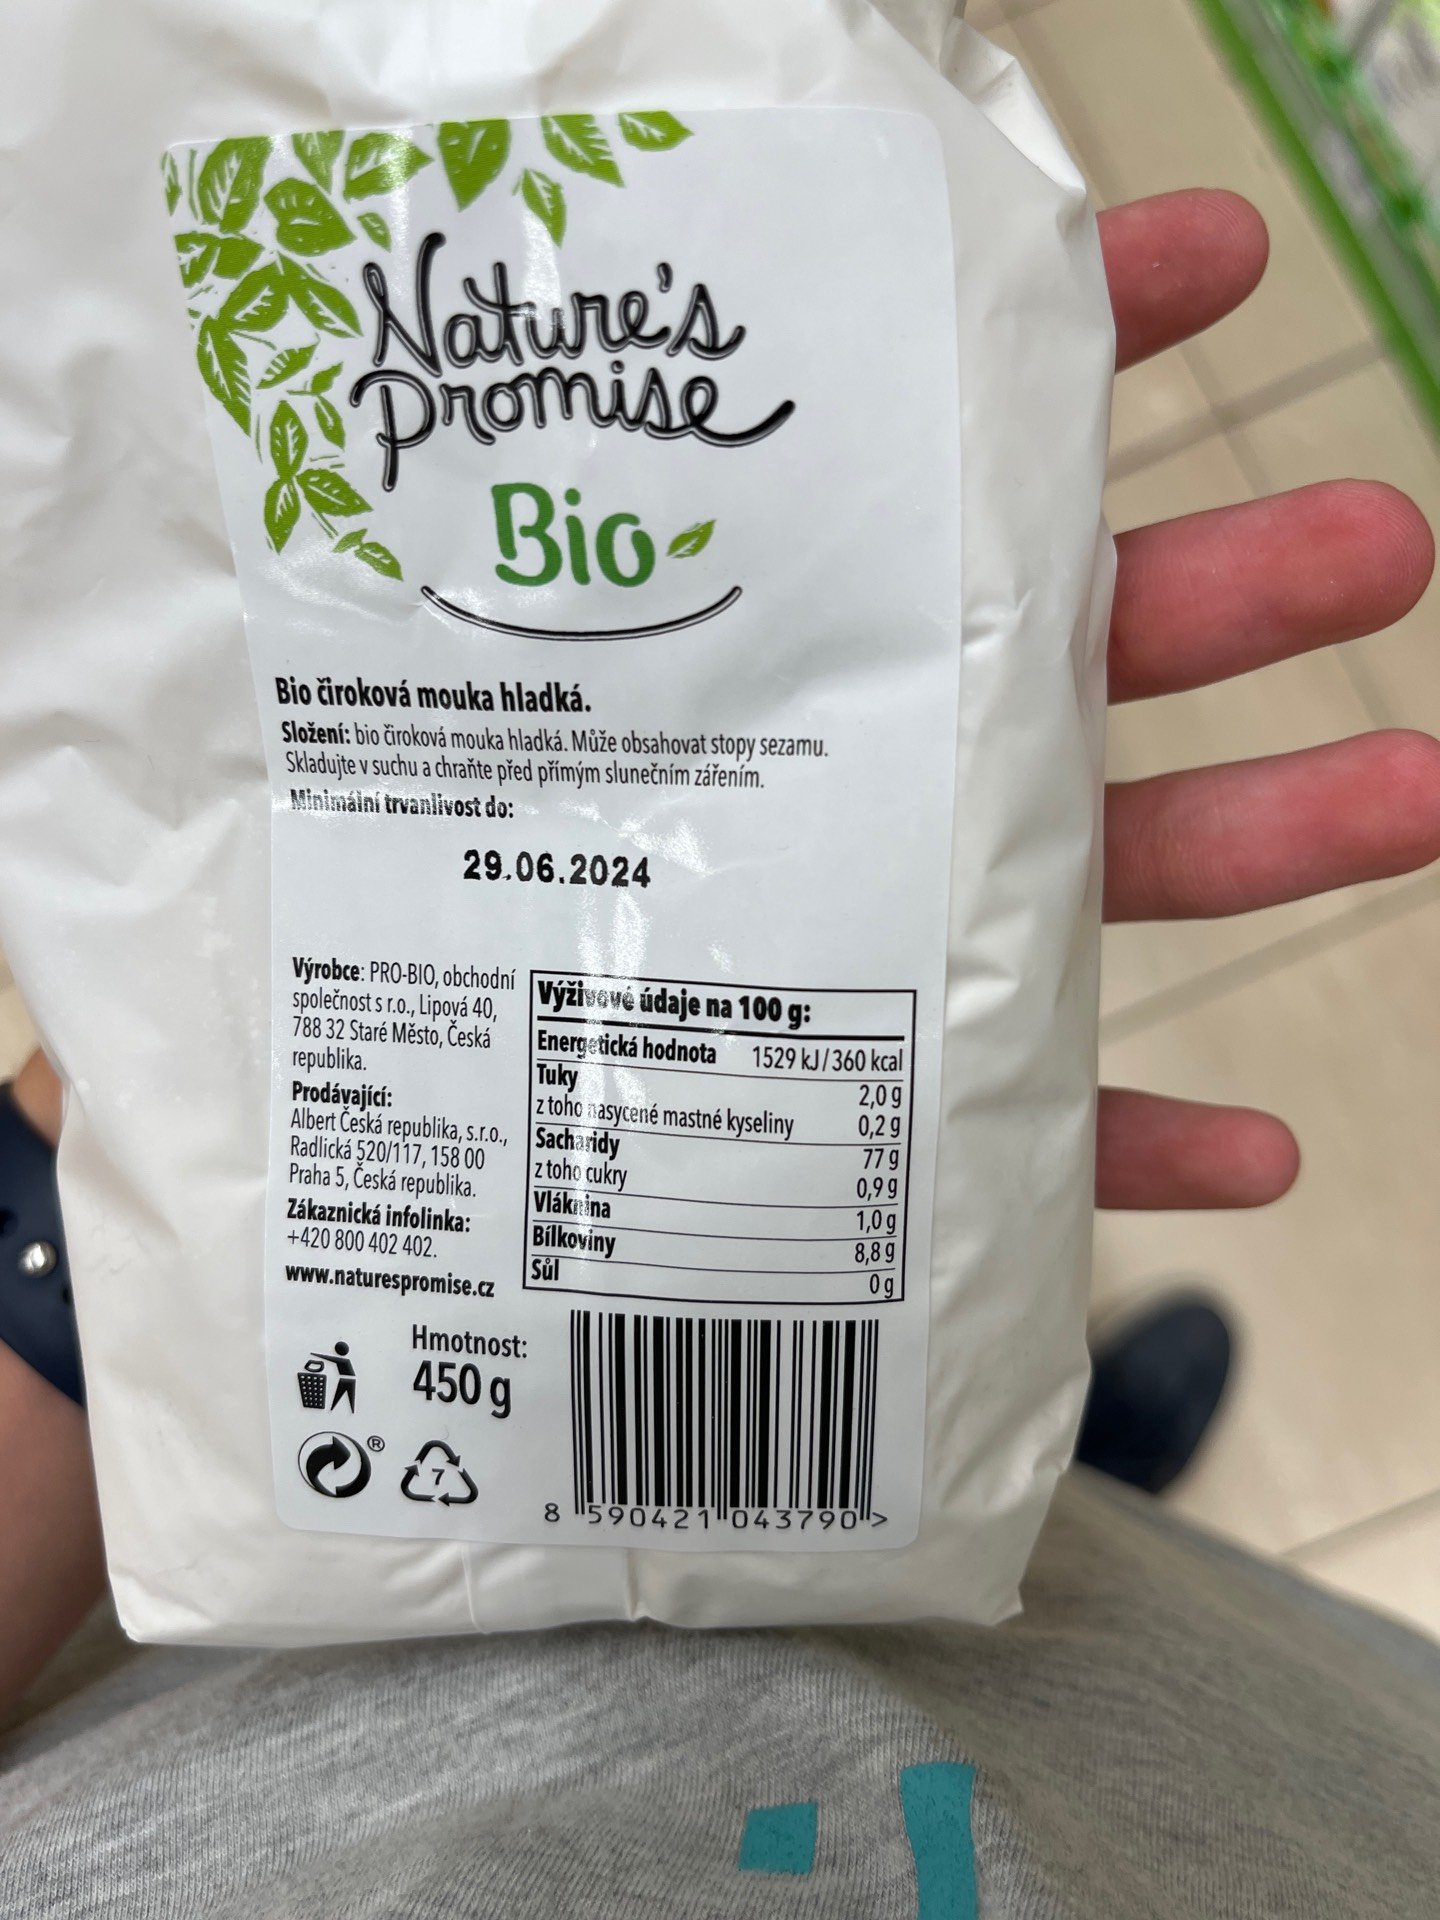 Nature's
Promise
Bio
Bio čiroková mouka hladká.
Složení: bio čiroková mouka hladká. Může obsahovat stopy sezamu.
Skladujte v suchu a chraňte před přímým slunečním zářením.
Minimální trvanlivost do:
29.06.2024
Výrobce: PRO-BIO, obchodní
společnost s r.o., Lipová 40,
788 32 Staré Město, Česká
republika.
Prodávající:
Albert Česká republika, s.r.o.,
Radlická 520/117, 158 00
Praha 5, Česká republika.
Zákaznická infolinka:
+420 800 402 402.
www.naturespromise.cz
Výživové údaje na 100 g:
Energetická hodnota 1529 kJ/360 kcal
Tuky 2,0 g
z toho nasycené mastné kyseliny 0,2 g
Sacharidy 77 g
z toho cukry 0,9 g
Vláknina 1,0 g
Bílkoviny 8,8 g
Sůl 0 g
Hmotnost:
450 g
®
7
8 590421 043790 >